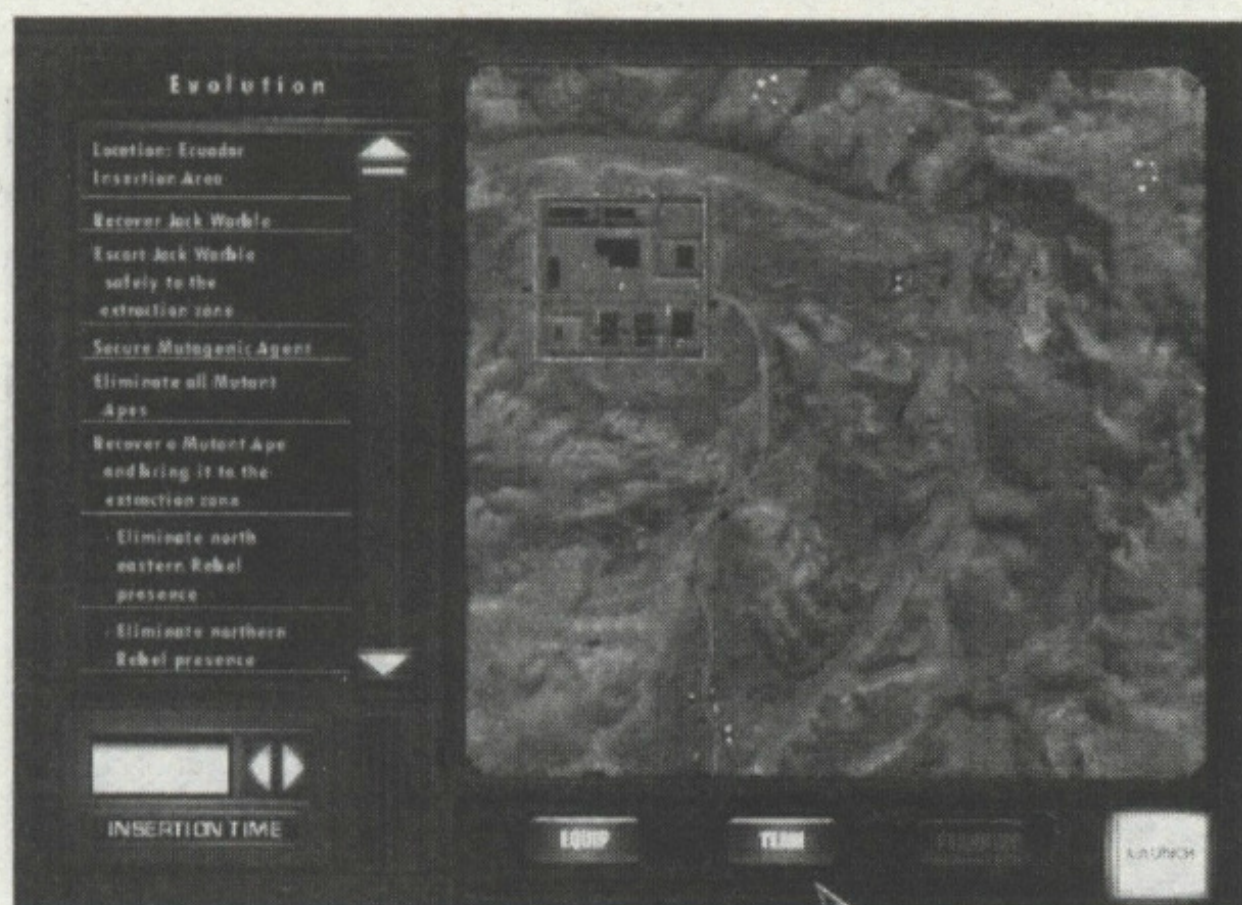 Evolution
Location: Ecuador
Insertion Area
Recover Jack Warble
Escort Jack Warble
safely to the
extraction zone
Secure Mutagenic Agent
Eliminate all Mutant
Apes
Recover a Mutant Ape
and bring it to the
extraction zone
Eliminate north
eastern Rebel
presence
Eliminate northern
Rebel presence
INSERTION TIME
EQUIP
TEAM
LAUNCH